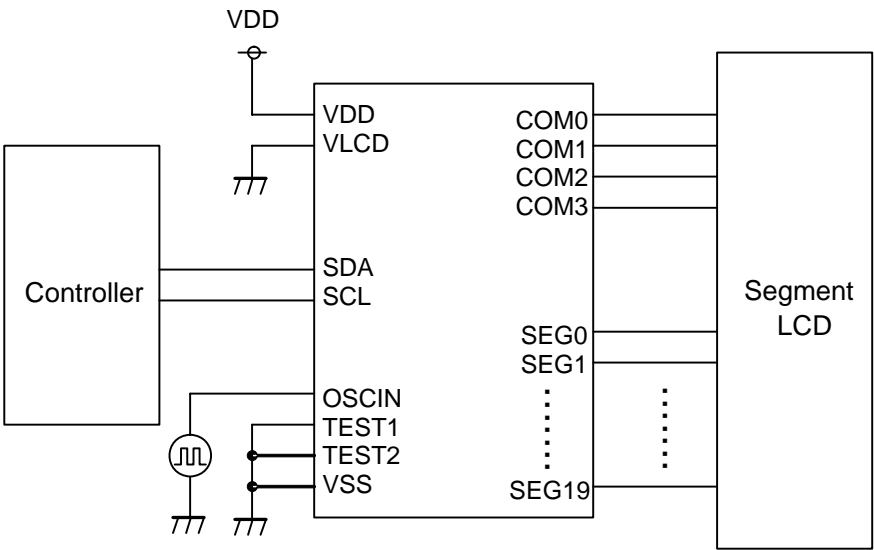 VDD
VDD
VLCD
COM0
COM1
COM2
COM3
Controller
SDA
SCL
Segment
LCD
SEG0
SEG1
OSCIN
TEST1
TEST2
VSS
SEG19